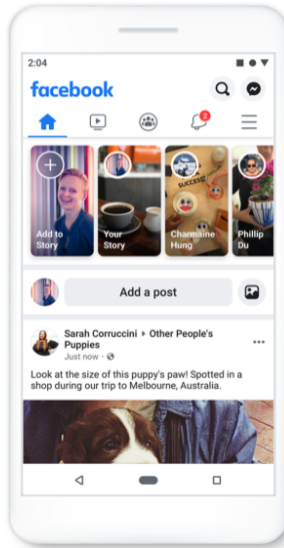 2:04
facebook
2
SUCCESS!
Add to
Story
Your
Story
Charmaine
Hung
Phillip
Du
Add a post
Sarah Corruccini ▸ Other People's
Puppies
Just now ·
Look at the size of this puppy's paw! Spotted in a
shop during our trip to Melbourne, Australia.